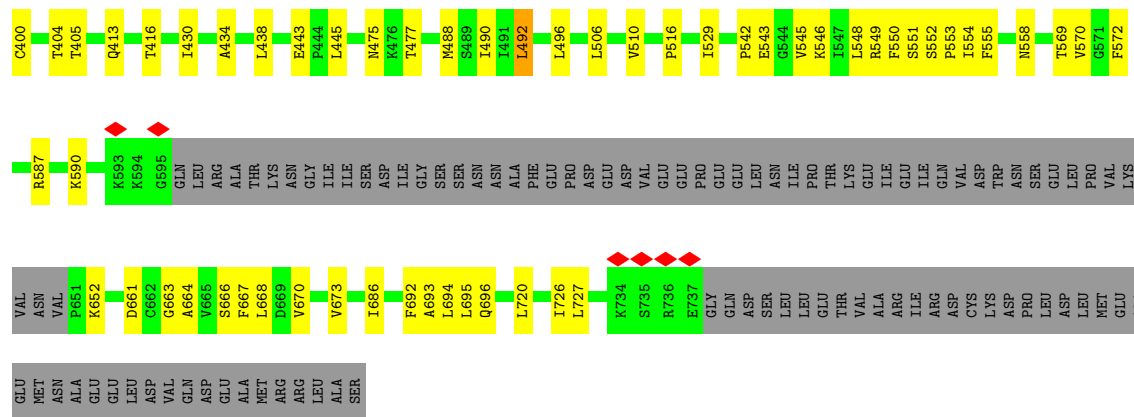 C400 T404 T405 Q413 T416 I430 A434 L438 E443 P444 L445 N475 K476 T477 M488 S489 I490 I491 L492 L496 L506 V510 P516 I529 P542 E543 G544 V545 K546 I547 L548 R549 F550 S551 S552 P553 I554 F555 N558 T569 V570 G571 F572
R587 K590 K593 K594 G595 GLN LEU ARG ALA THR LYS ASN GLY ILE ILE SER ASP ILE GLY SER SER ASN ASN ALA PHE GLU PRO ASP GLU ASP VAL GLU GLU PRO GLU GLU LEU ASN ILE PRO THR LYS GLU ILE GLU ILE GLN VAL ASP TRP ASN SER GLU LEU PRO VAL LYS
VAL ASN VAL P651 K652 D661 C662 G663 A664 V665 S666 F667 L668 D669 V670 V673 I686 F692 A693 L694 L695 Q696 L720 I726 L727 K734 S735 R736 E737 GLY GLN ASP SER LEU LEU GLU THR VAL ALA ARG ILE ARG ASP CYS LYS ASP PRO LEU ASP LEU MET GLU
GLU MET ASN ALA GLU GLU LEU ASP VAL GLN ASP GLU ALA MET ARG ARG LEU ALA SER